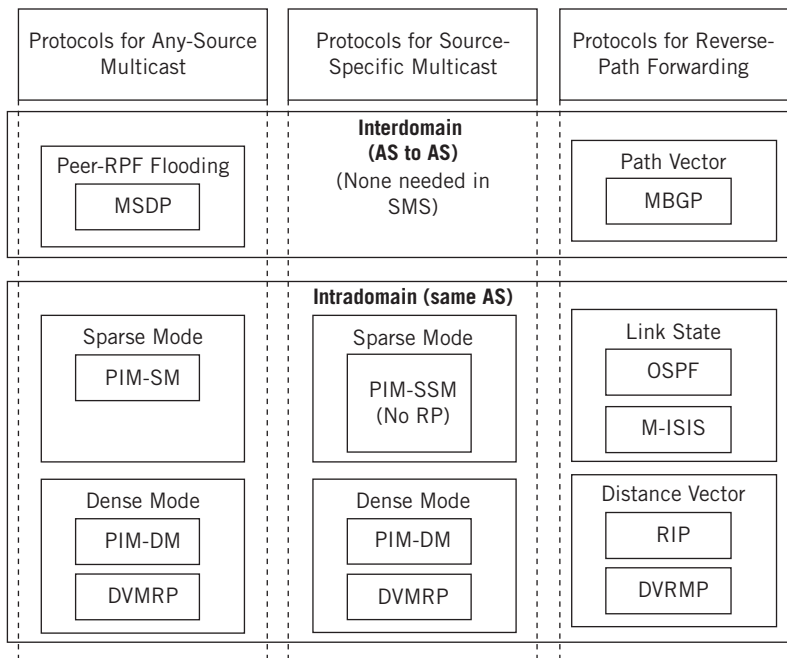 Protocols for Any-Source
Multicast
Protocols for Source-
Specific Multicast
Protocols for Reverse-
Path Forwarding
Interdomain
(AS to AS)
(None needed in
SMS)
Peer-RPF Flooding
MSDP
Path Vector
MBGP
Intradomain (same AS)
Sparse Mode
PIM-SM
Sparse Mode
PIM-SSM
(No RP)
Link State
OSPF
M-ISIS
Dense Mode
PIM-DM
DVMRP
Dense Mode
PIM-DM
DVMRP
Distance Vector
RIP
DVRMP